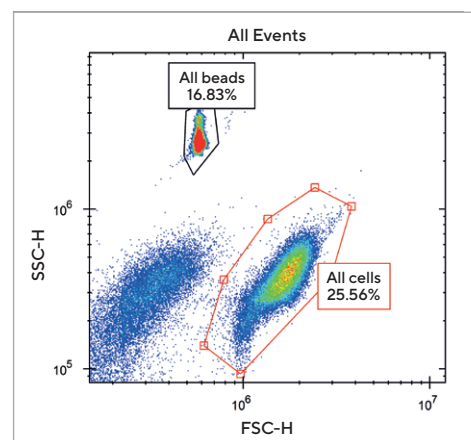 All Events
All beads
16.83%
10⁶
SSC-H
All cells
25.56%
10⁵
10⁶
10⁷
FSC-H